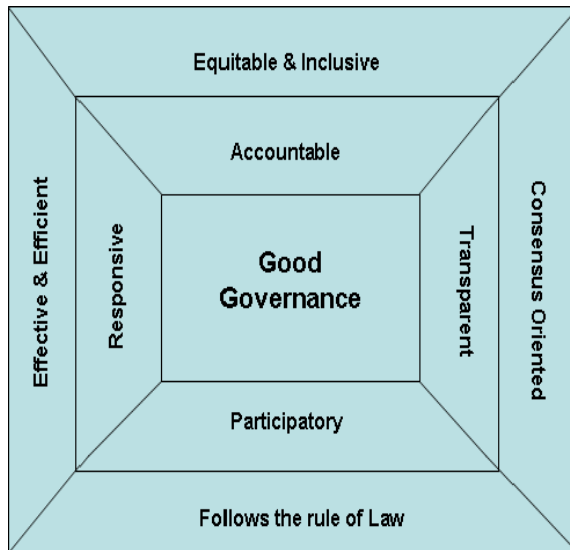 Equitable & Inclusive
Accountable
Effective & Efficient
Responsive
Good
Governance
Transparent
Consensus Oriented
Participatory
Follows the rule of Law